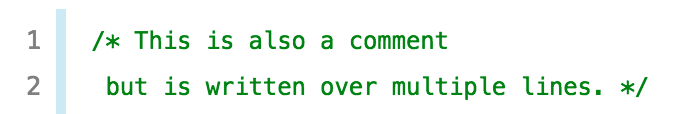 1 /* This is also a comment
2 but is written over multiple lines. */